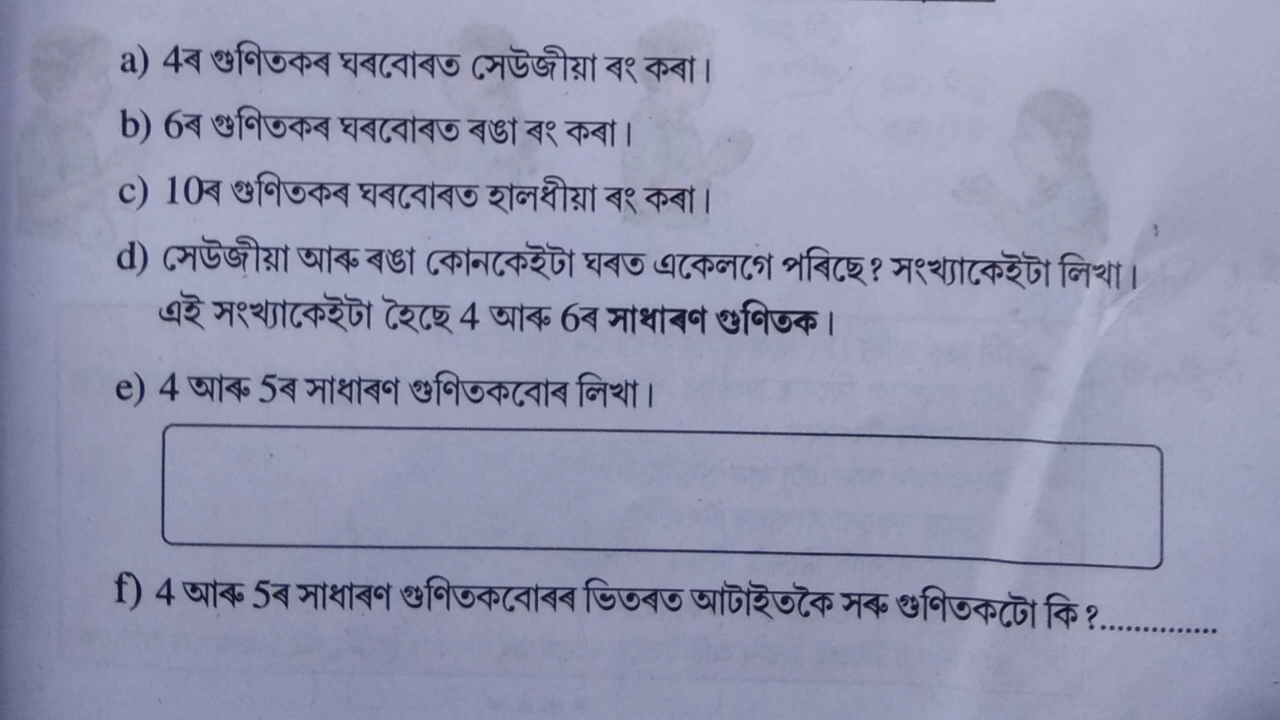 a) 4ৰ গুণিতকৰ ঘৰবোৰত সেউজীয়া ৰং কৰা।
b) 6ৰ গুণিতকৰ ঘৰবোৰত ৰঙা ৰং কৰা।
c) 10ৰ গুণিতকৰ ঘৰবোৰত হালধীয়া ৰং কৰা।
d) সেউজীয়া আৰু ৰঙা কোনকেইটা ঘৰত একেলগে পৰিছে? সংখ্যাকেইটা লিখা।
এই সংখ্যাকেইটা হৈছে 4 আৰু 6ৰ সাধাৰণ গুণিতক।
e) 4 আৰু 5ৰ সাধাৰণ গুণিতকবোৰ লিখা।
f) 4 আৰু 5ৰ সাধাৰণ গুণিতকবোৰৰ ভিতৰত আটাইতকৈ সৰু গুণিতকটো কি?..............